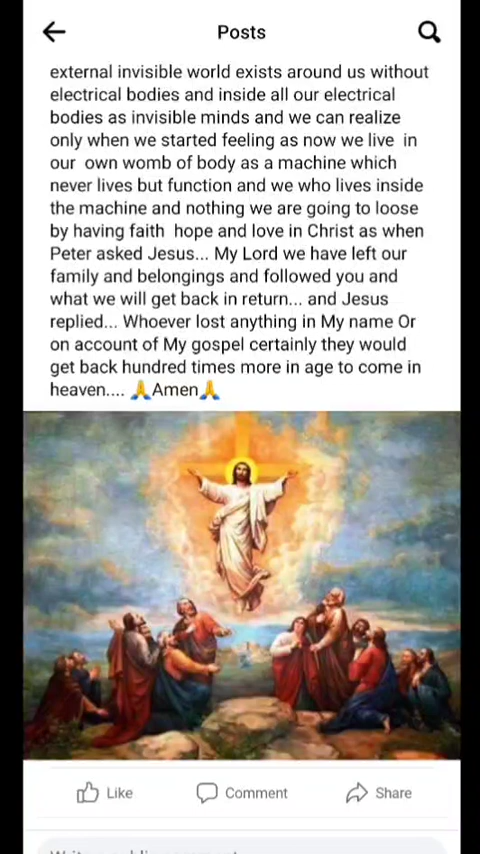 Posts
external invisible world exists around us without
electrical bodies and inside all our electrical
bodies as invisible minds and we can realize
only when we started feeling as now we live in
our own womb of body as a machine which
never lives but function and we who lives inside
the machine and nothing we are going to loose
by having faith hope and love in Christ as when
Peter asked Jesus... My Lord we have left our
family and belongings and followed you and
what we will get back in return... and Jesus
replied... Whoever lost anything in My name Or
on account of My gospel certainly they would
get back hundred times more in age to come in
heaven.... 🙏Amen🙏
Like Comment Share